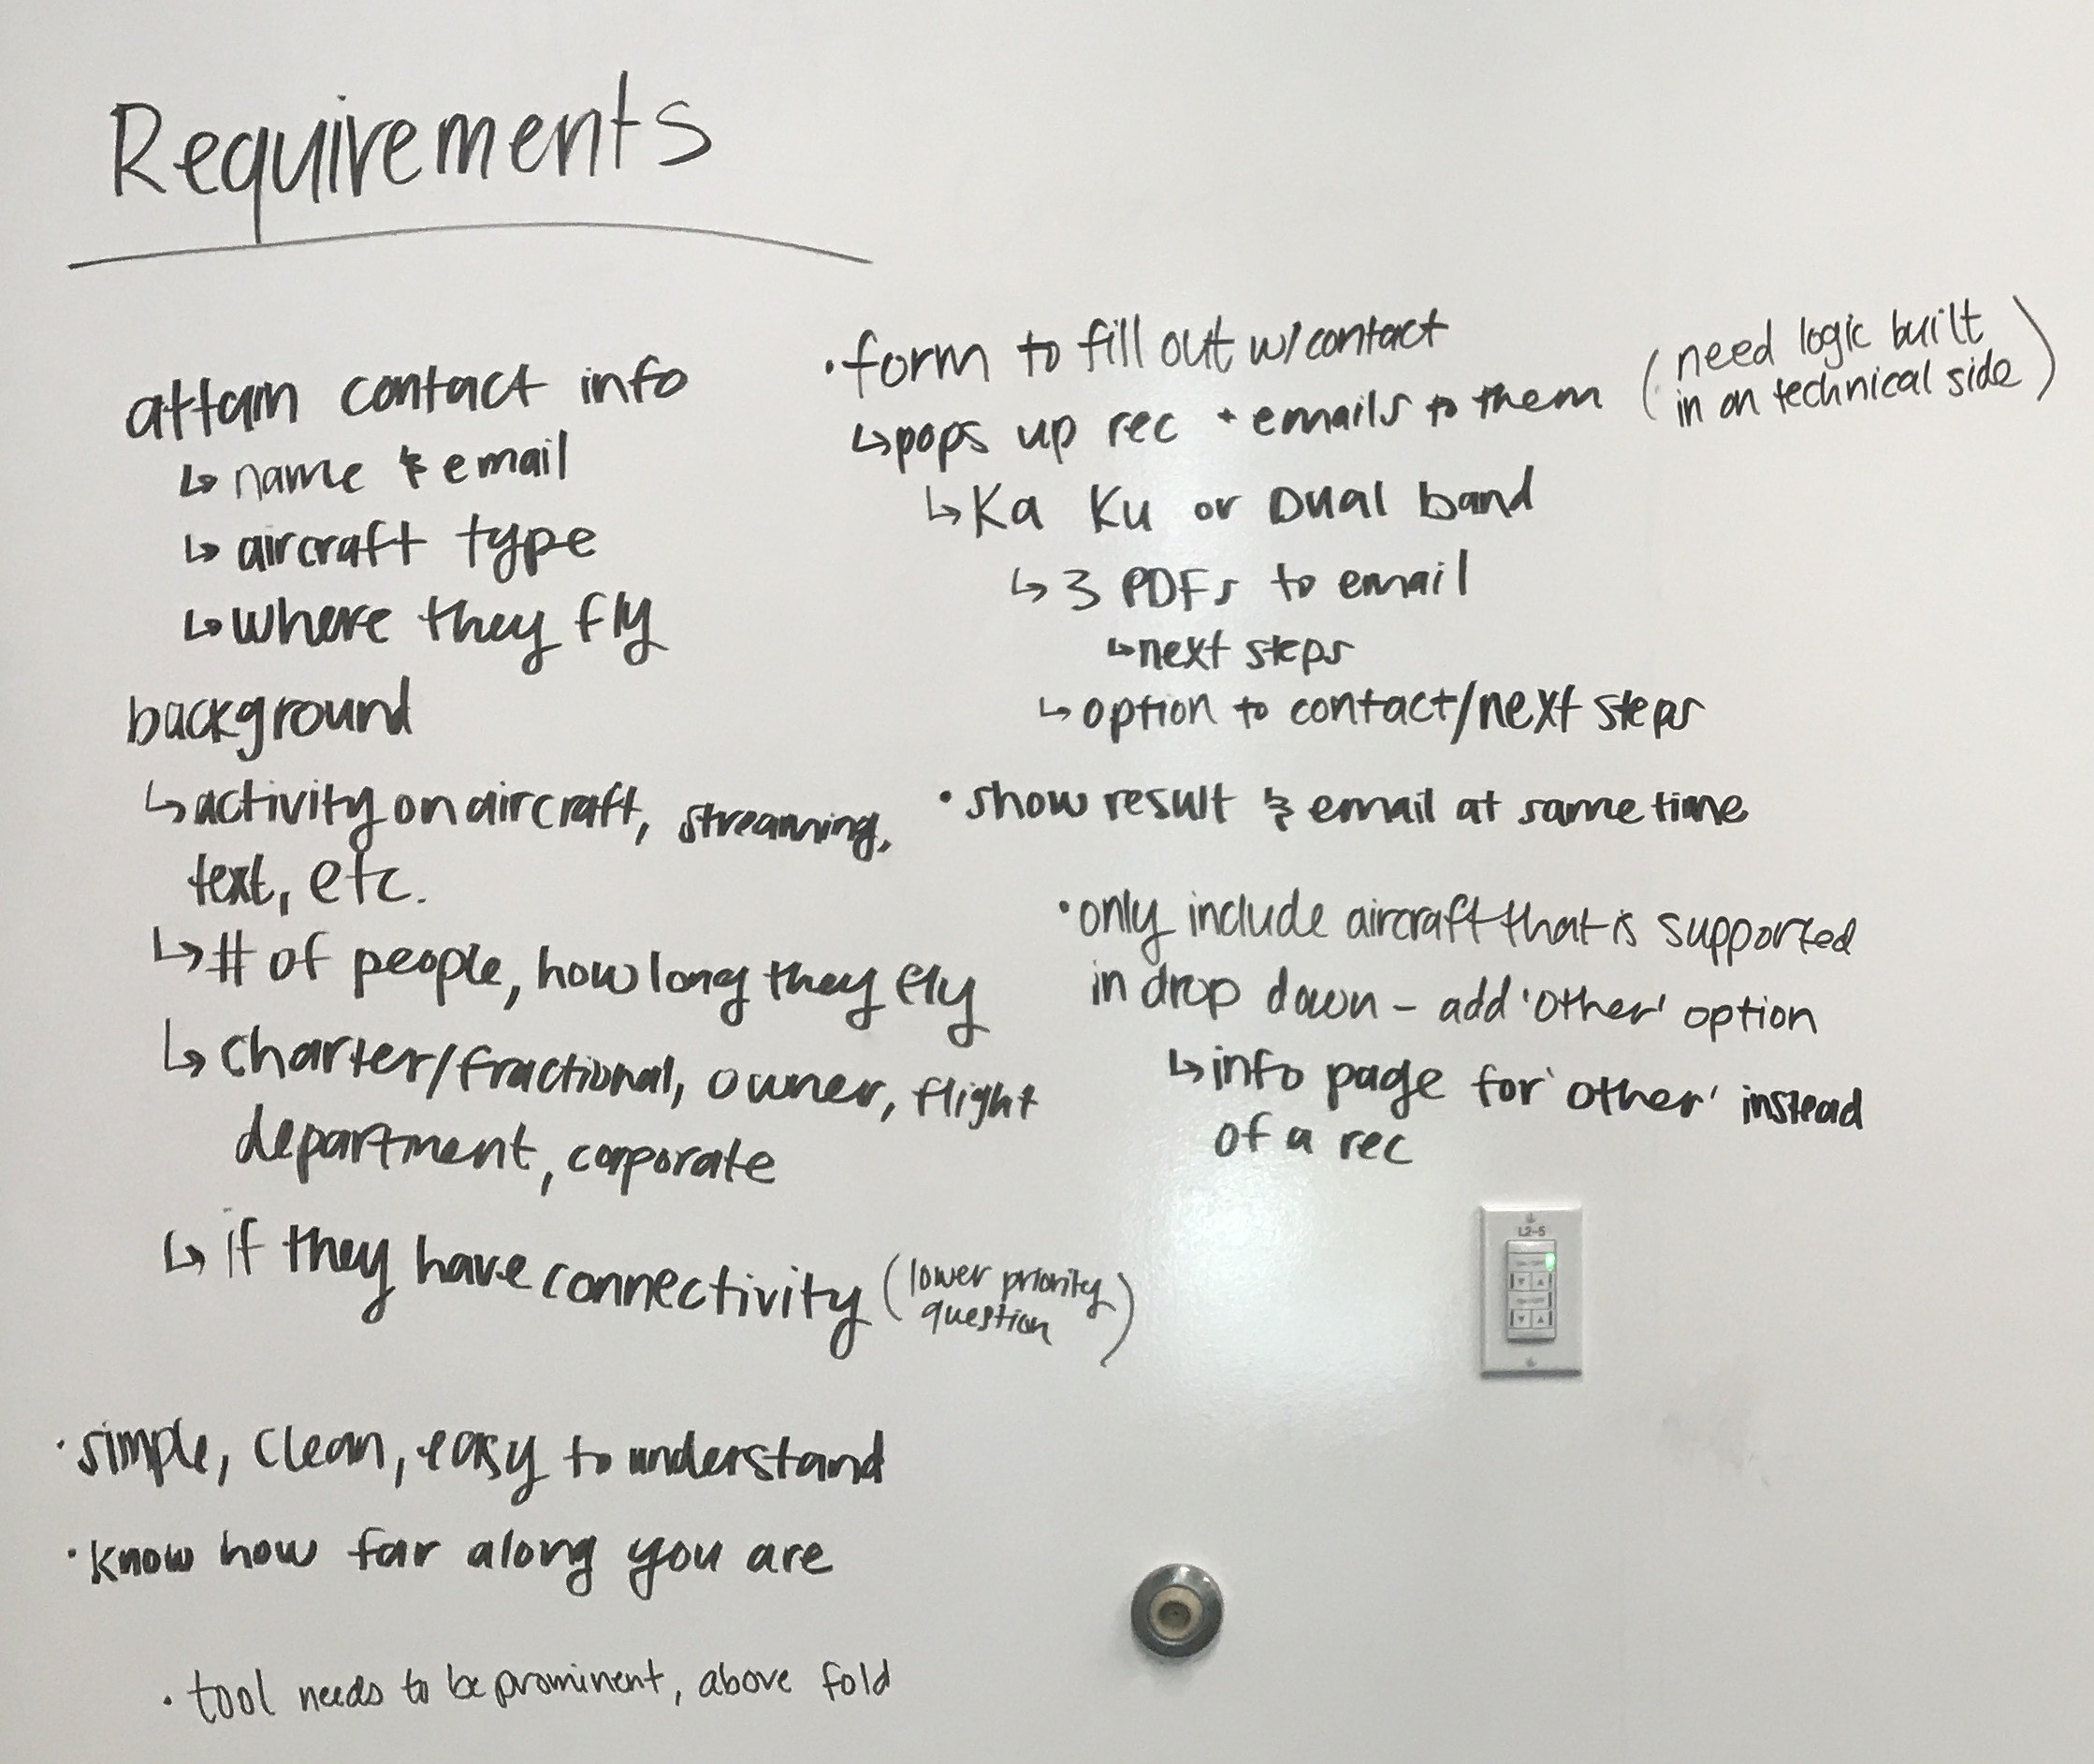 Requirements
attain contact info
↳ name & email
↳ aircraft type
↳ where they fly
background
↳ activity on aircraft, streaming,
text, etc.
↳ # of people, how long they fly
↳ charter/fractional, owner, flight
department, corporate
↳ if they have connectivity (lower priority
question)
• simple, clean, easy to understand
• know how far along you are
• tool needs to be prominent, above fold
• form to fill out w/contact
↳ pops up rec + emails to them (need logic built
in on technical side)
↳ Ka Ku or Dual band
↳ 3 PDFs to email
↳ next steps
↳ option to contact/next steps
• show result & email at same time
• only include aircraft that is supported
in drop down - add 'other' option
↳ info page for 'other' instead
of a rec
L2-5